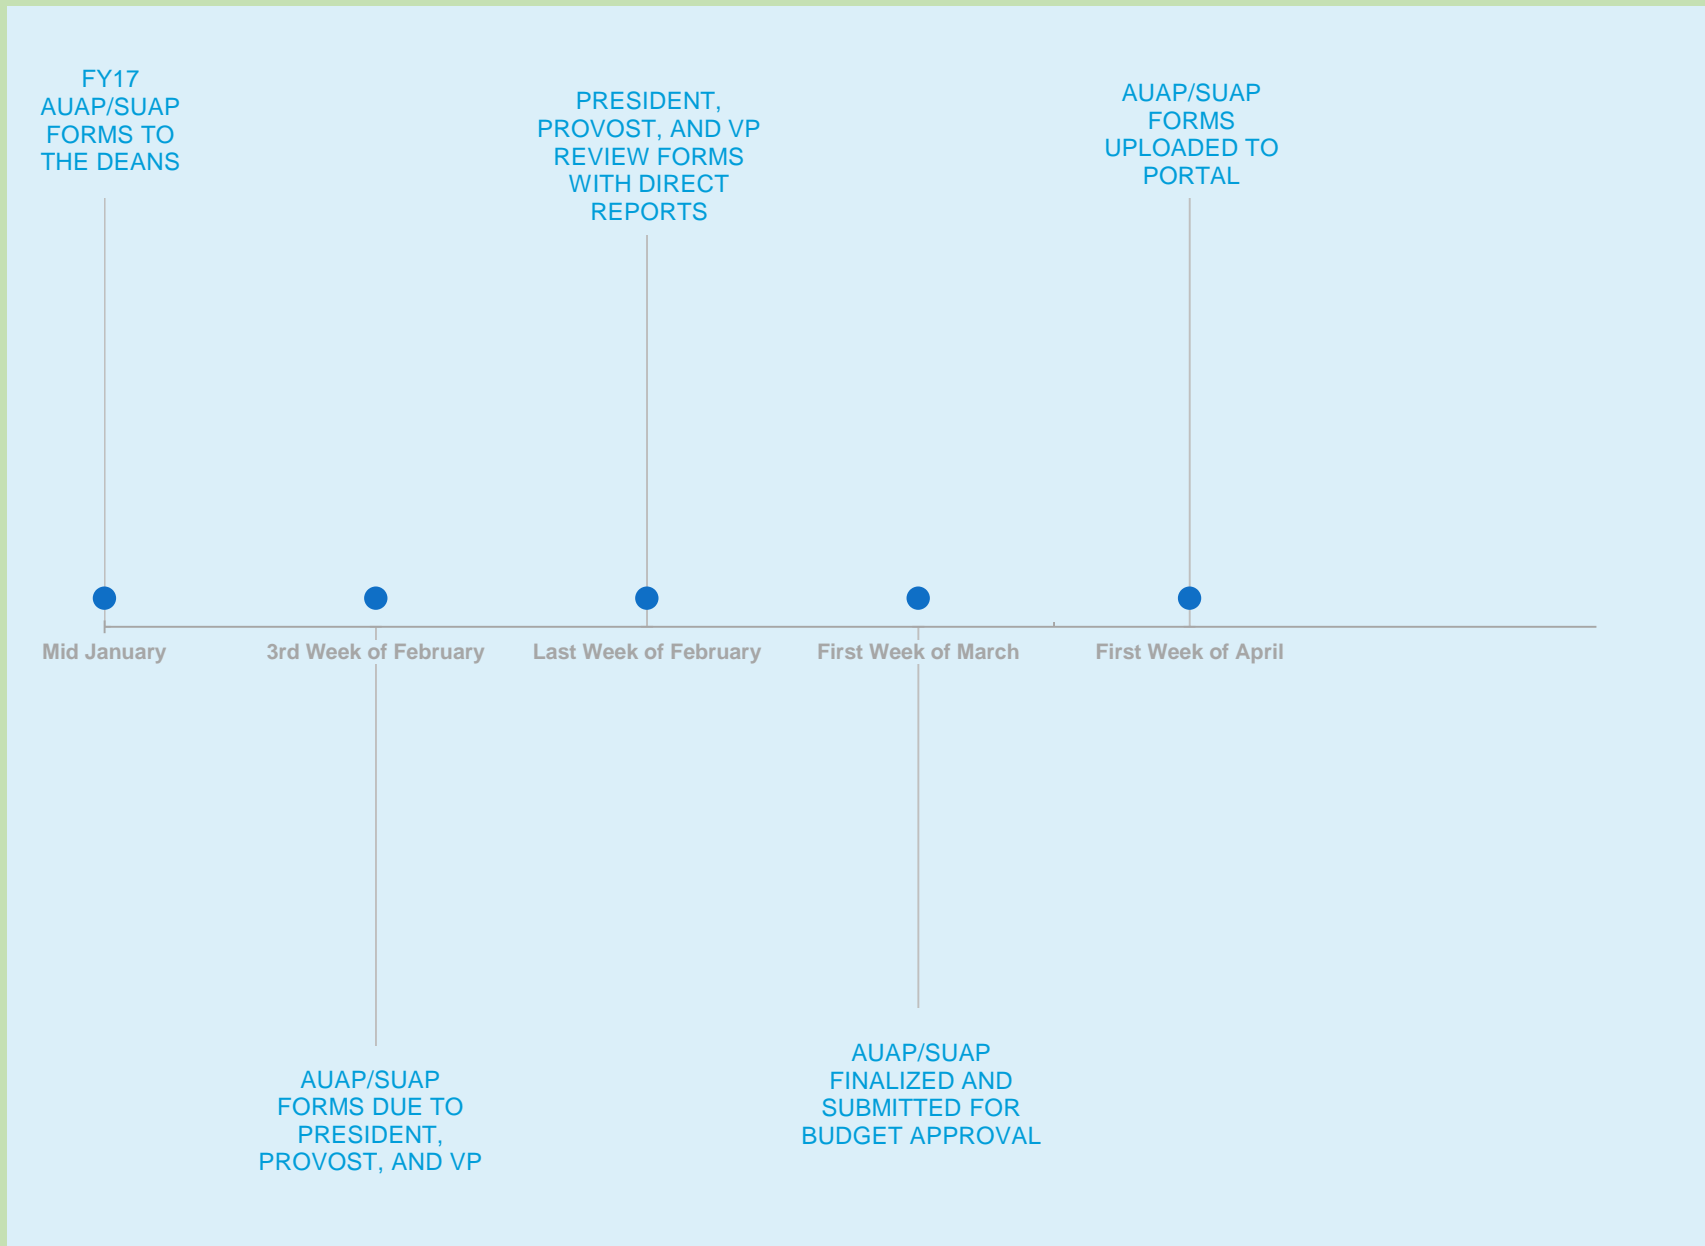 FY17
AUAP/SUAP
FORMS TO
THE DEANS
PRESIDENT,
PROVOST, AND VP
REVIEW FORMS
WITH DIRECT
REPORTS
AUAP/SUAP
FORMS
UPLOADED TO
PORTAL
Mid January
3rd Week of February
Last Week of February
First Week of March
First Week of April
AUAP/SUAP
FORMS DUE TO
PRESIDENT,
PROVOST, AND VP
AUAP/SUAP
FINALIZED AND
SUBMITTED FOR
BUDGET APPROVAL